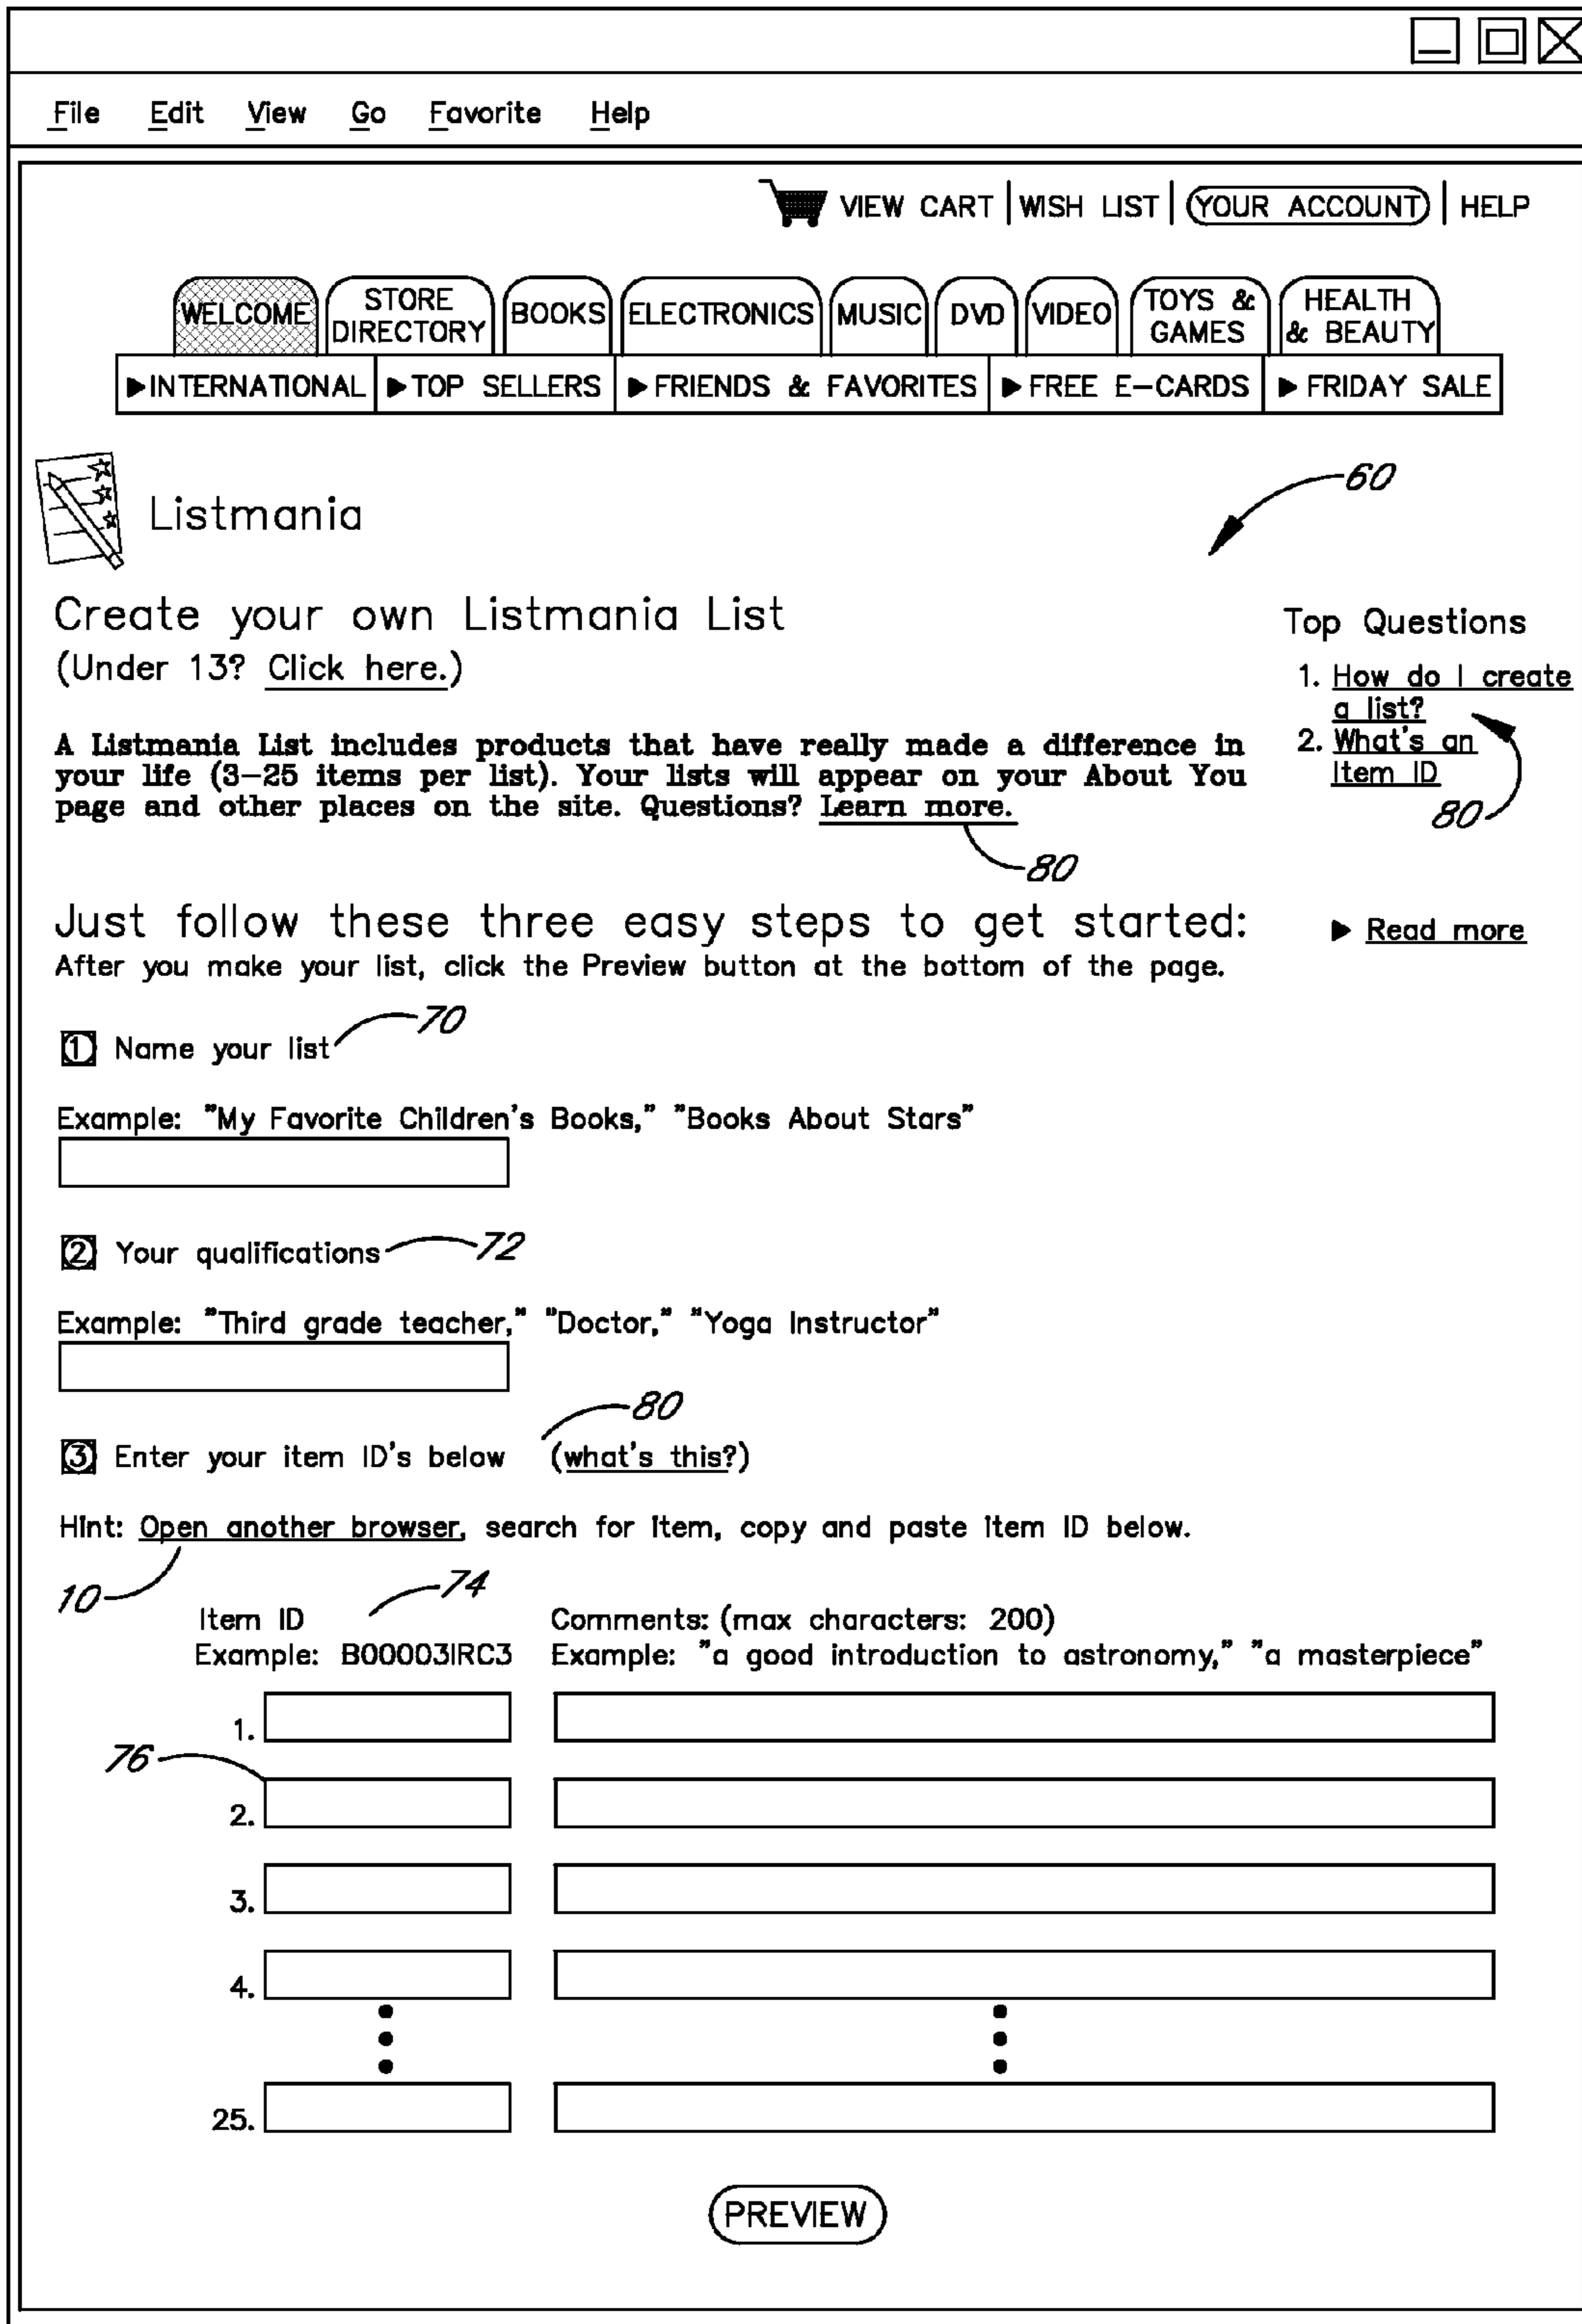 File Edit View Go Favorite Help
VIEW CART | WISH LIST | YOUR ACCOUNT | HELP
WELCOME STORE DIRECTORY BOOKS ELECTRONICS MUSIC DVD VIDEO TOYS & GAMES HEALTH & BEAUTY
▶INTERNATIONAL ▶TOP SELLERS ▶FRIENDS & FAVORITES ▶FREE E-CARDS ▶FRIDAY SALE
Listmania
60
Create your own Listmania List
(Under 13? Click here.)
A Listmania List includes products that have really made a difference in
your life (3-25 items per list). Your lists will appear on your About You
page and other places on the site. Questions? Learn more.
80
Top Questions
1. How do I create
a list?
2. What's an
Item ID
80
▶ Read more
Just follow these three easy steps to get started:
After you make your list, click the Preview button at the bottom of the page.
1 Name your list
70
Example: "My Favorite Children's Books," "Books About Stars"
2 Your qualifications
72
Example: "Third grade teacher," "Doctor," "Yoga Instructor"
80
3 Enter your item ID's below (what's this?)
Hint: Open another browser, search for item, copy and paste item ID below.
10
74
Item ID Comments: (max characters: 200)
Example: B00003IRC3 Example: "a good introduction to astronomy," "a masterpiece"
1.
76
2.
3.
4.
25.
PREVIEW